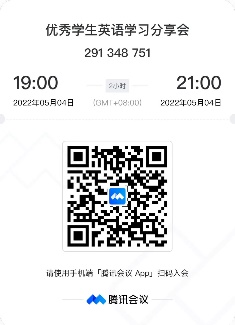 优秀学生英语学习分享会
291 348 751
19:00
2小时
21:00
2022年05月04日
(GMT+08:00)
2022年05月04日
请使用手机端「腾讯会议 App」扫码入会
腾讯会议